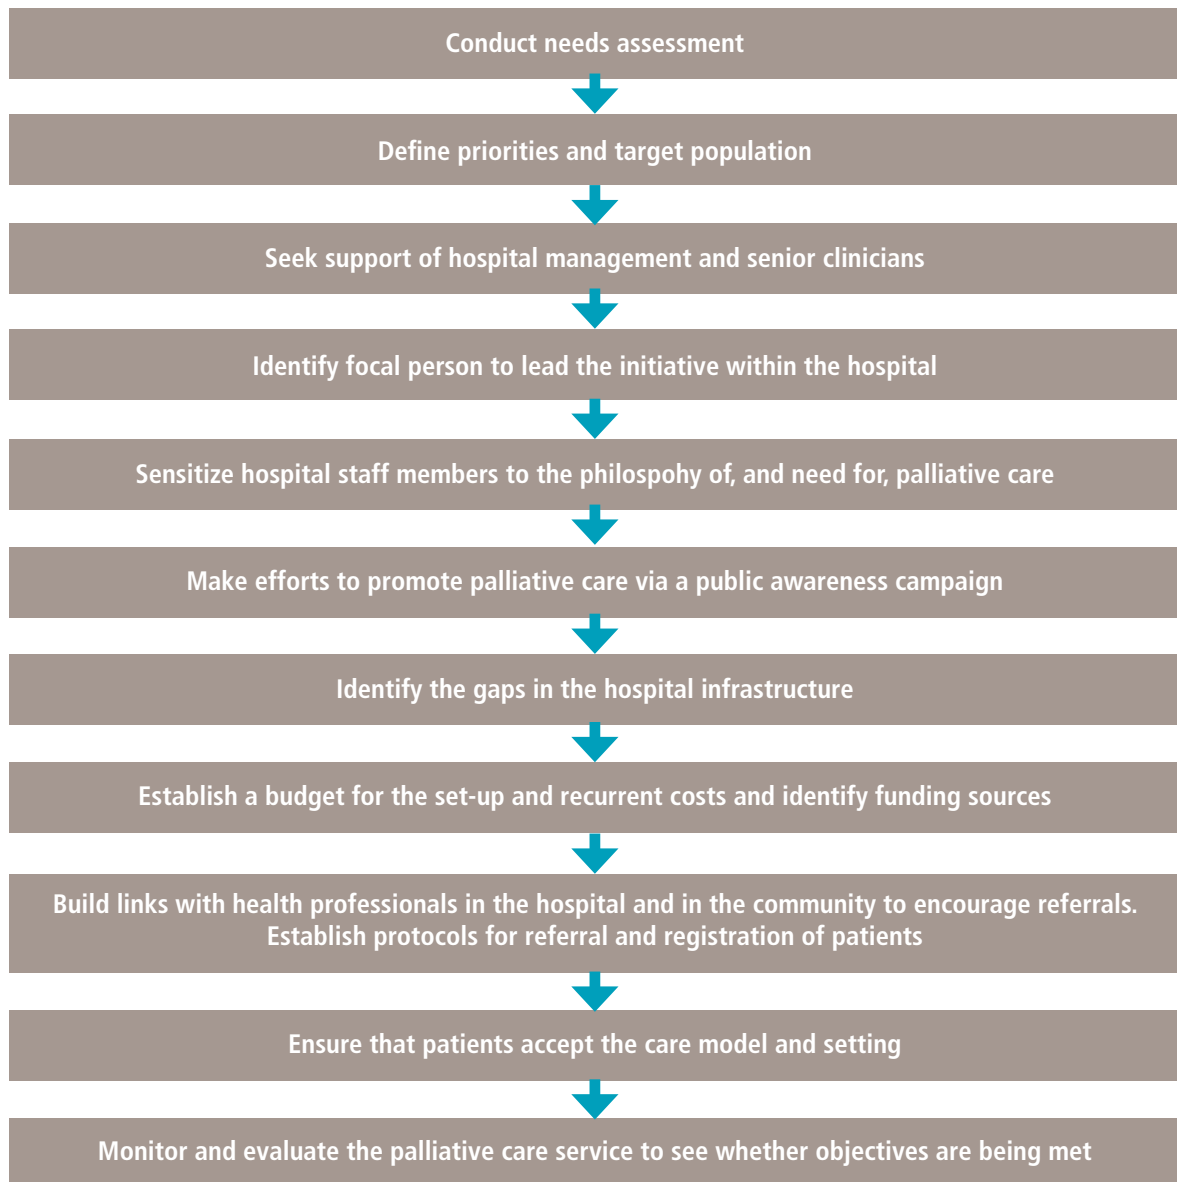 Conduct needs assessment
Define priorities and target population
Seek support of hospital management and senior clinicians
Identify focal person to lead the initiative within the hospital
Sensitize hospital staff members to the philospohy of, and need for, palliative care
Make efforts to promote palliative care via a public awareness campaign
Identify the gaps in the hospital infrastructure
Establish a budget for the set-up and recurrent costs and identify funding sources
Build links with health professionals in the hospital and in the community to encourage referrals.
Establish protocols for referral and registration of patients
Ensure that patients accept the care model and setting
Monitor and evaluate the palliative care service to see whether objectives are being met